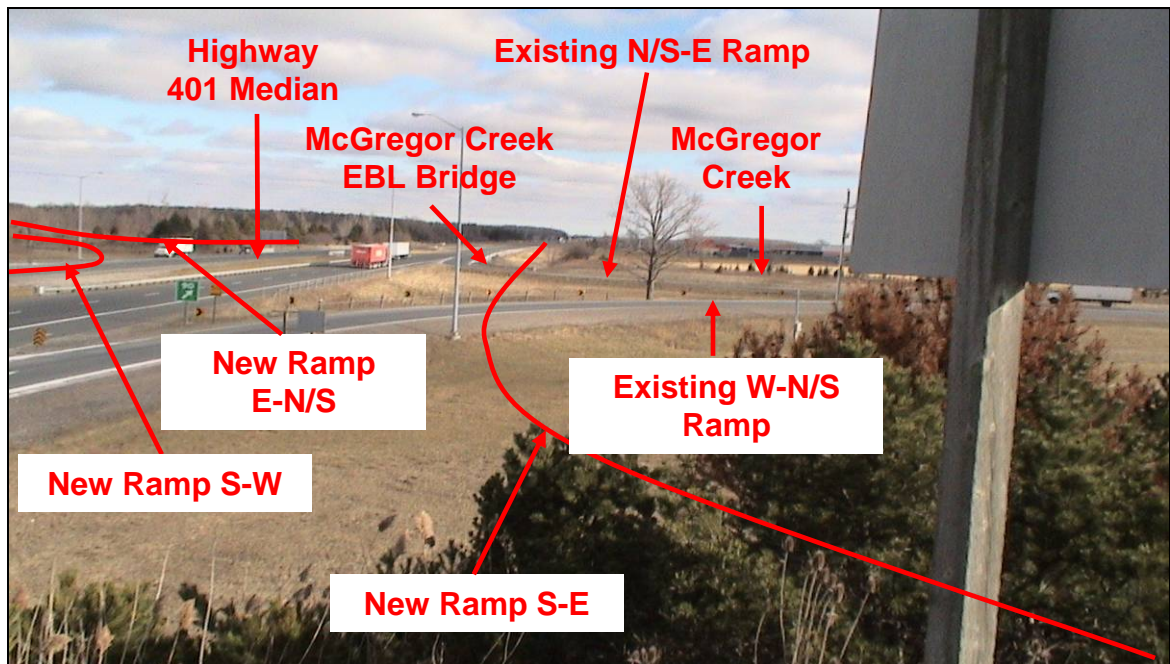 Highway
401 Median
Existing N/S-E Ramp
McGregor Creek
EBL Bridge
McGregor
Creek
90
New Ramp
E-N/S
Existing W-N/S
Ramp
New Ramp S-W
New Ramp S-E